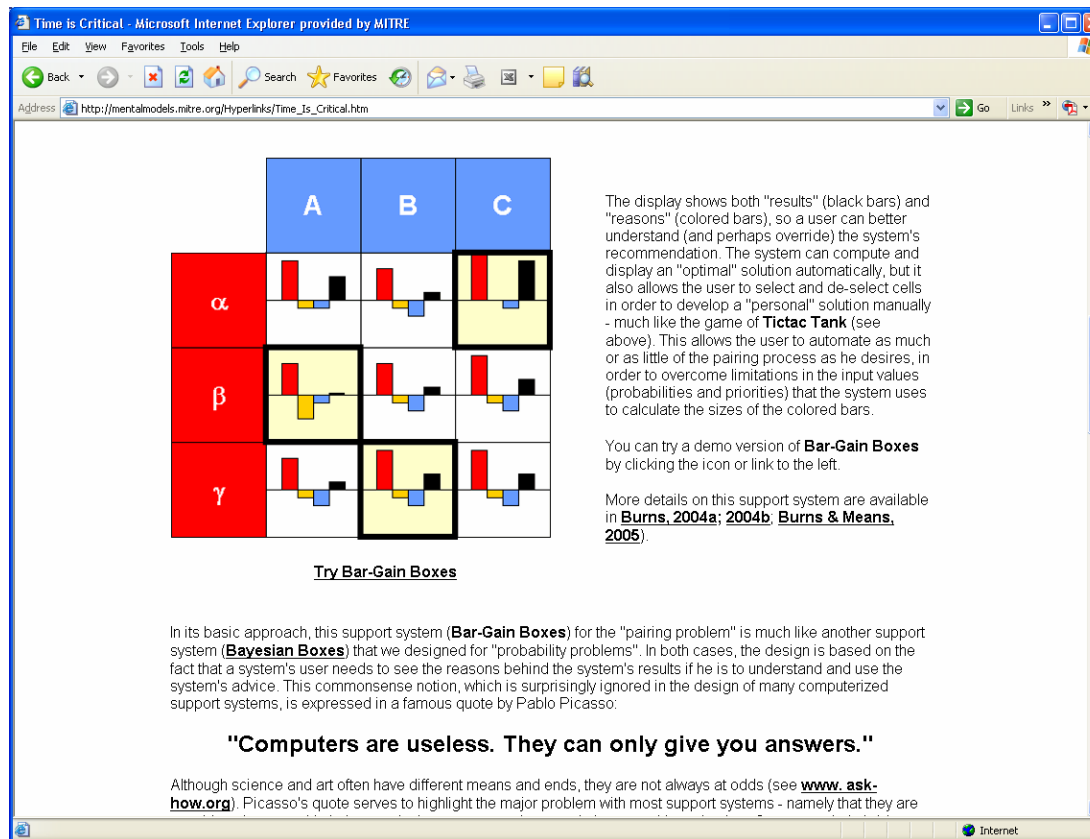 Time is Critical - Microsoft Internet Explorer provided by MITRE
File Edit View Favorites Tools Help
Back Search Favorites
Address http://mentalmodels.mitre.org/Hyperlinks/Time_Is_Critical.htm Go Links »
A B C
α
β
γ
Try Bar-Gain Boxes
The display shows both "results" (black bars) and
"reasons" (colored bars), so a user can better
understand (and perhaps override) the system's
recommendation. The system can compute and
display an "optimal" solution automatically, but it
also allows the user to select and de-select cells
in order to develop a "personal" solution manually
- much like the game of Tictac Tank (see
above). This allows the user to automate as much
or as little of the pairing process as he desires, in
order to overcome limitations in the input values
(probabilities and priorities) that the system uses
to calculate the sizes of the colored bars.
You can try a demo version of Bar-Gain Boxes
by clicking the icon or link to the left.
More details on this support system are available
in Burns, 2004a; 2004b; Burns & Means,
2005).
In its basic approach, this support system (Bar-Gain Boxes) for the "pairing problem" is much like another support
system (Bayesian Boxes) that we designed for "probability problems". In both cases, the design is based on the
fact that a system's user needs to see the reasons behind the system's results if he is to understand and use the
system's advice. This commonsense notion, which is surprisingly ignored in the design of many computerized
support systems, is expressed in a famous quote by Pablo Picasso:
"Computers are useless. They can only give you answers."
Although science and art often have different means and ends, they are not always at odds (see www. ask-
how.org). Picasso's quote serves to highlight the major problem with most support systems - namely that they are
Internet